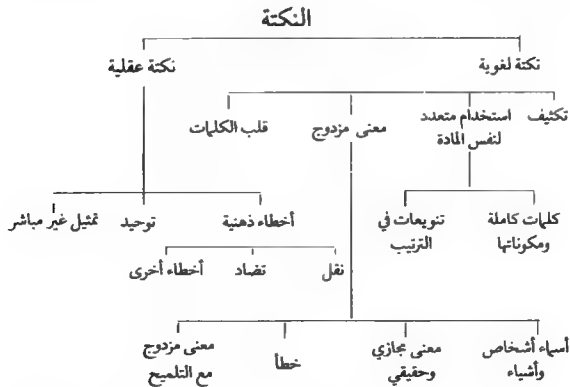 النكتة
نكتة لغوية
نكتة عقلية
تكثيف
استخدام متعدد
لنفس المادة
معنى مزدوج
قلب الكلمات
كلمات كاملة
ومكوناتها
تنويعات في
الترتيب
أخطاء ذهنية
توحيد
تمثيل غير مباشر
نقل
تضاد
أخطاء أخرى
أسماء أشخاص
وأشياء
معنى مجازي
وحقيقي
خطأ
معنى مزدوج
مع التلميح